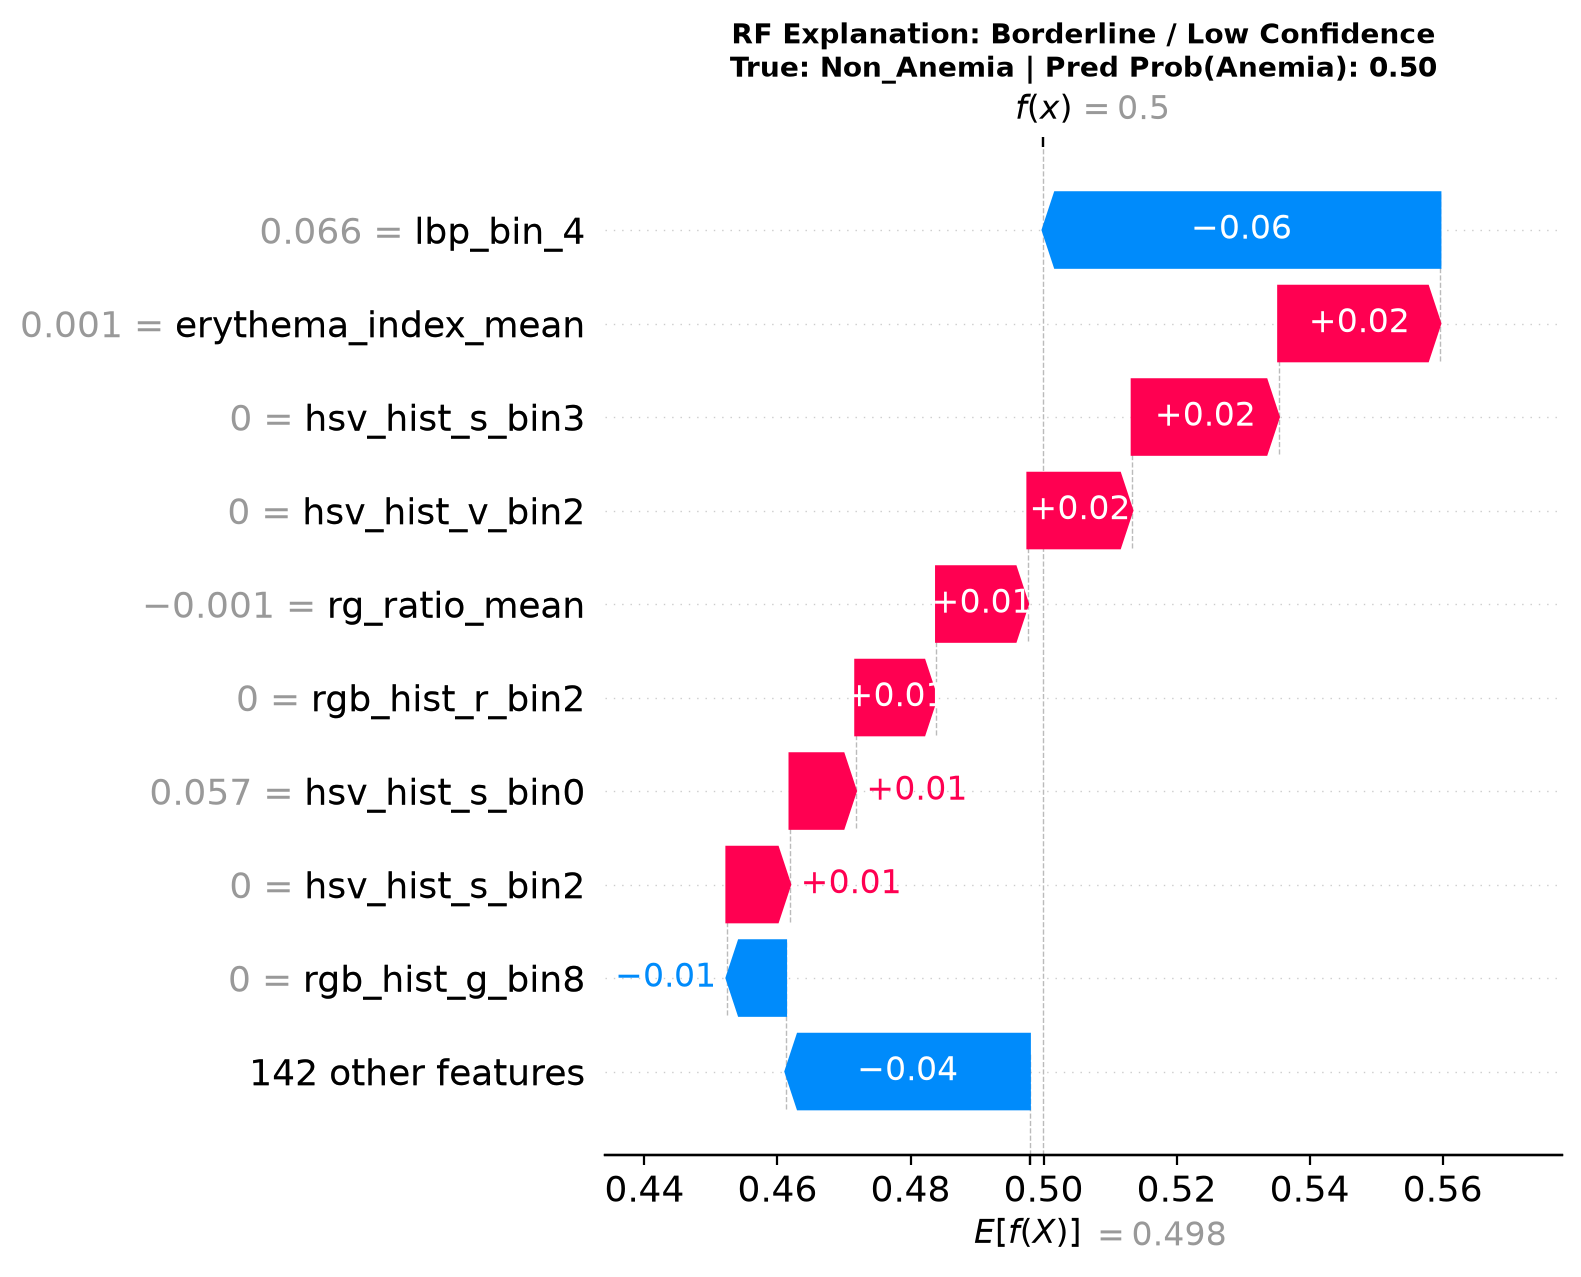 RF Explanation: Borderline / Low Confidence
True: Non_Anemia | Pred Prob(Anemia): 0.50
f(x) = 0.5
0.066 = lbp_bin_4 −0.06
0.001 = erythema_index_mean +0.02
0 = hsv_hist_s_bin3 +0.02
0 = hsv_hist_v_bin2 +0.02
−0.001 = rg_ratio_mean +0.01
0 = rgb_hist_r_bin2 +0.01
0.057 = hsv_hist_s_bin0 +0.01
0 = hsv_hist_s_bin2 +0.01
0 = rgb_hist_g_bin8 −0.01
142 other features −0.04
0.44 0.46 0.48 0.50 0.52 0.54 0.56
E[f(X)] = 0.498